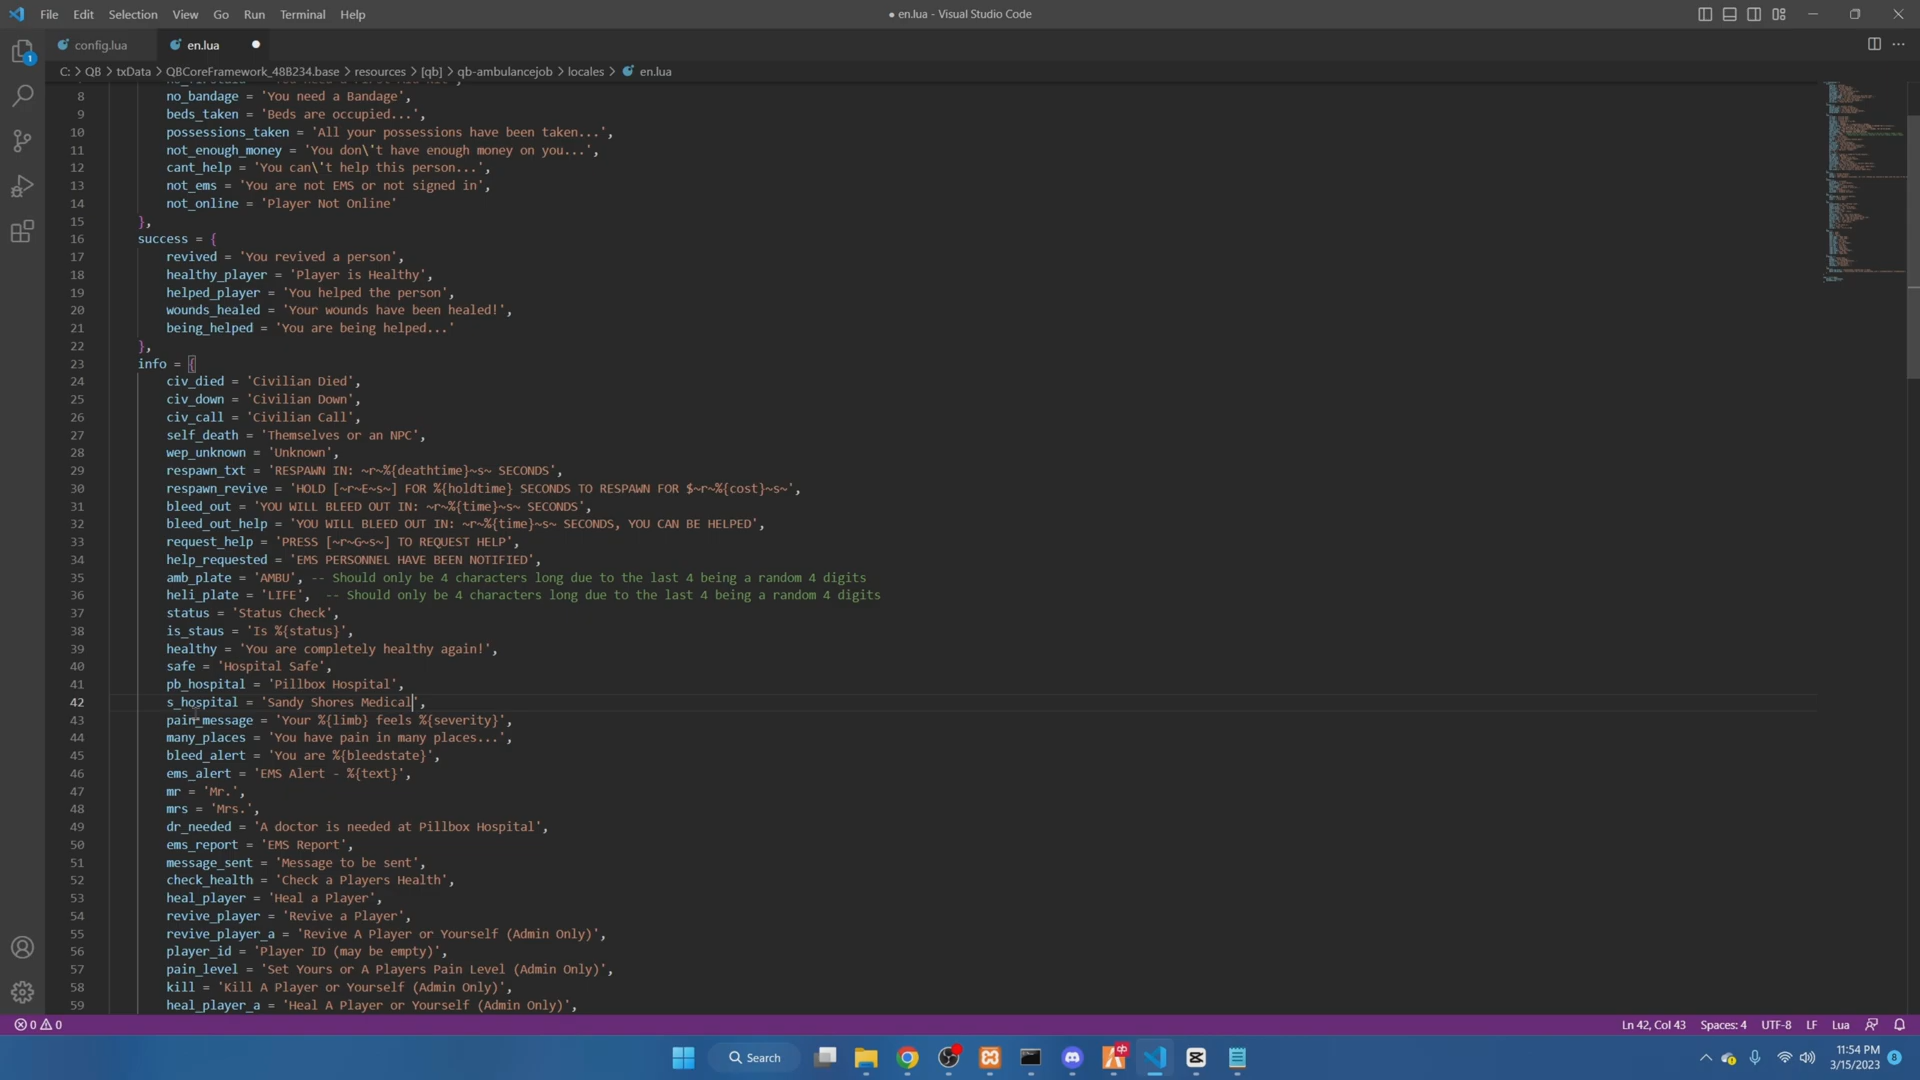 File Edit Selection View Go Run Terminal Help
● en.lua - Visual Studio Code
config.lua
en.lua
C: > QB > txData > QBCoreFramework_48B234.base > resources > [qb] > qb-ambulancejob > locales > en.lua
8 no_bandage = 'You need a Bandage',
9 beds_taken = 'Beds are occupied...',
10 possessions_taken = 'All your possessions have been taken...',
11 not_enough_money = 'You don\'t have enough money on you...',
12 cant_help = 'You can\'t help this person...',
13 not_ems = 'You are not EMS or not signed in',
14 not_online = 'Player Not Online'
15 },
16 success = {
17 revived = 'You revived a person',
18 healthy_player = 'Player is Healthy',
19 helped_player = 'You helped the person',
20 wounds_healed = 'Your wounds have been healed!',
21 being_helped = 'You are being helped...'
22 },
23 info = {
24 civ_died = 'Civilian Died',
25 civ_down = 'Civilian Down',
26 civ_call = 'Civilian Call',
27 self_death = 'Themselves or an NPC',
28 wep_unknown = 'Unknown',
29 respawn_txt = 'RESPAWN IN: ~r~%{deathtime}~s~ SECONDS',
30 respawn_revive = 'HOLD [~r~E~s~] FOR %{holdtime} SECONDS TO RESPAWN FOR $~r~%{cost}~s~',
31 bleed_out = 'YOU WILL BLEED OUT IN: ~r~%{time}~s~ SECONDS',
32 bleed_out_help = 'YOU WILL BLEED OUT IN: ~r~%{time}~s~ SECONDS, YOU CAN BE HELPED',
33 request_help = 'PRESS [~r~G~s~] TO REQUEST HELP',
34 help_requested = 'EMS PERSONNEL HAVE BEEN NOTIFIED',
35 amb_plate = 'AMBU', -- Should only be 4 characters long due to the last 4 being a random 4 digits
36 heli_plate = 'LIFE',  -- Should only be 4 characters long due to the last 4 being a random 4 digits
37 status = 'Status Check',
38 is_staus = 'Is %{status}',
39 healthy = 'You are completely healthy again!',
40 safe = 'Hospital Safe',
41 pb_hospital = 'Pillbox Hospital',
42 s_hospital = 'Sandy Shores Medical',
43 pain_message = 'Your %{limb} feels %{severity}',
44 many_places = 'You have pain in many places...',
45 bleed_alert = 'You are %{bleedstate}',
46 ems_alert = 'EMS Alert - %{text}',
47 mr = 'Mr.',
48 mrs = 'Mrs.',
49 dr_needed = 'A doctor is needed at Pillbox Hospital',
50 ems_report = 'EMS Report',
51 message_sent = 'Message to be sent',
52 check_health = 'Check a Players Health',
53 heal_player = 'Heal a Player',
54 revive_player = 'Revive a Player',
55 revive_player_a = 'Revive A Player or Yourself (Admin Only)',
56 player_id = 'Player ID (may be empty)',
57 pain_level = 'Set Yours or A Players Pain Level (Admin Only)',
58 kill = 'Kill A Player or Yourself (Admin Only)',
59 heal_player_a = 'Heal A Player or Yourself (Admin Only)',
0 0
Ln 42, Col 43 Spaces: 4 UTF-8 LF Lua
Search
11:54 PM
3/15/2023
8